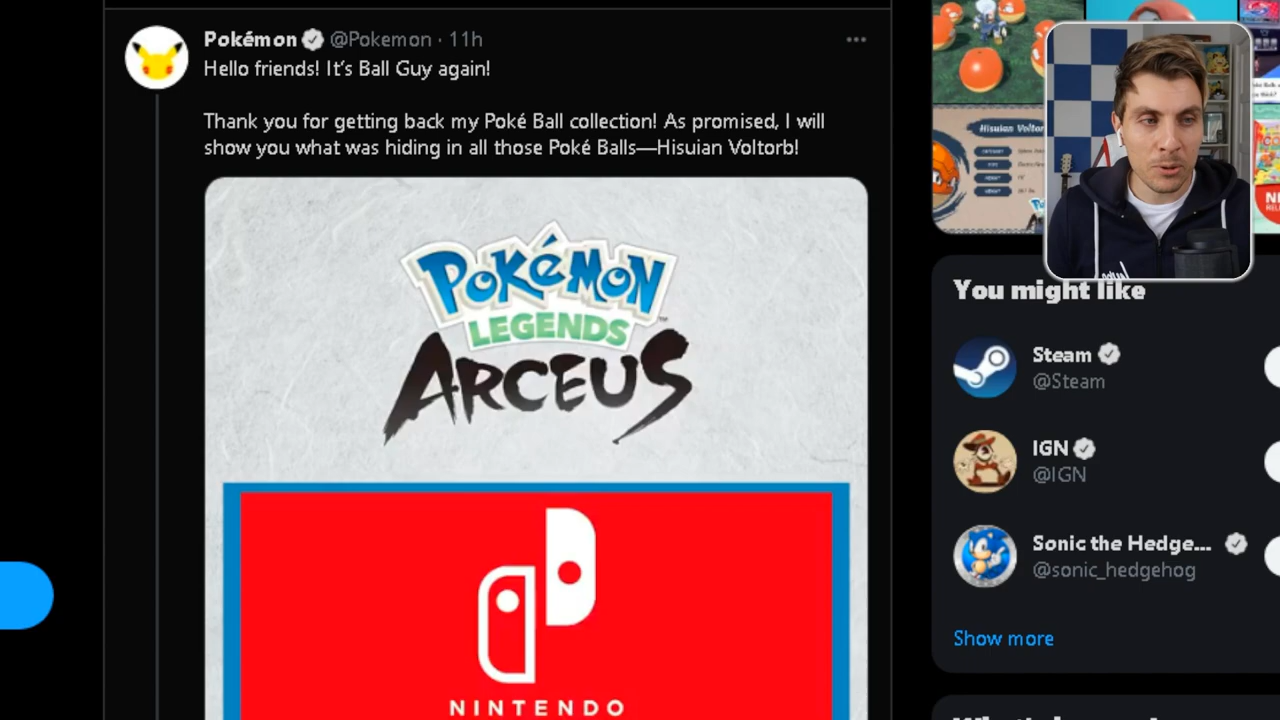 Pokémon @Pokemon · 11h
Hello friends! It's Ball Guy again!
Thank you for getting back my Poké Ball collection! As promised, I will
show you what was hiding in all those Poké Balls—Hisuian Voltorb!
POKéMON
LEGENDS
ARCEUS
NINTENDO
Hisuian Voltor
You might like
Steam
@Steam
IGN
@IGN
Sonic the Hedge...
@sonic_hedgehog
Show more